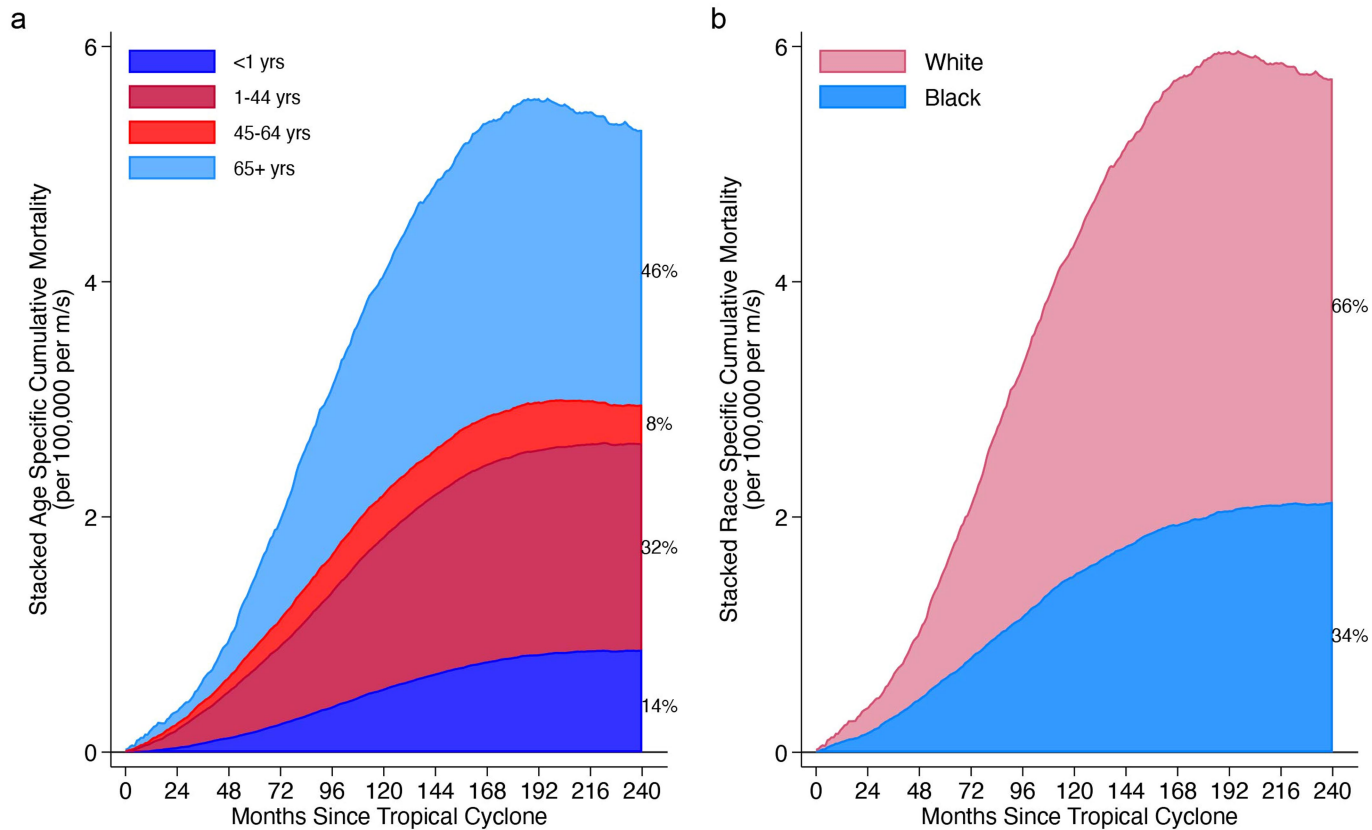 a
Stacked Age Specific Cumulative Mortality
(per 100,000 per m/s)
6
4
2
0
<1 yrs
1-44 yrs
45-64 yrs
65+ yrs
46%
8%
32%
14%
0 24 48 72 96 120 144 168 192 216 240
Months Since Tropical Cyclone
b
Stacked Race Specific Cumulative Mortality
(per 100,000 per m/s)
6
4
2
0
White
Black
66%
34%
0 24 48 72 96 120 144 168 192 216 240
Months Since Tropical Cyclone